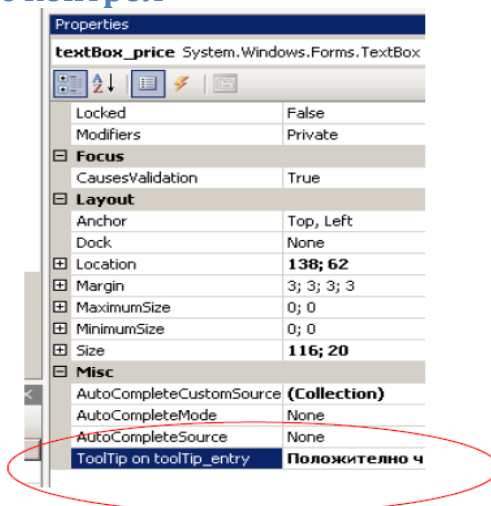 Properties
textBox_price System.Windows.Forms.TextBox
Locked False
Modifiers Private
Focus
CausesValidation True
Layout
Anchor Top, Left
Dock None
Location 138; 62
Margin 3; 3; 3; 3
MaximumSize 0; 0
MinimumSize 0; 0
Size 116; 20
Misc
AutoCompleteCustomSource (Collection)
AutoCompleteMode None
AutoCompleteSource None
ToolTip on toolTip_entry Положително ч